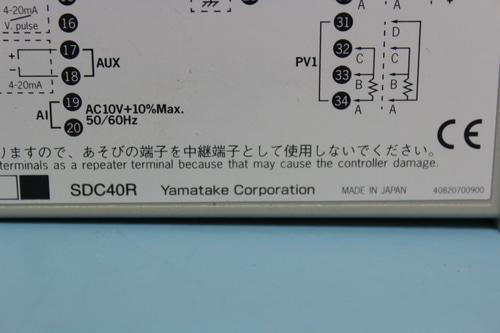 4-20mA
V. pulse
16
17
+
AUX
−
18
4-20mA
19
AI
AC10V+10%Max.
50/60Hz
20
A
A
31
D
32
C
C
PV1
33
B
B
34
A
A
りますので、あそびの端子を中継端子として使用しないでください。
terminals as a repeater terminal because that may cause the controller damage.
CE
SDC40R Yamatake Corporation MADE IN JAPAN 40820700900